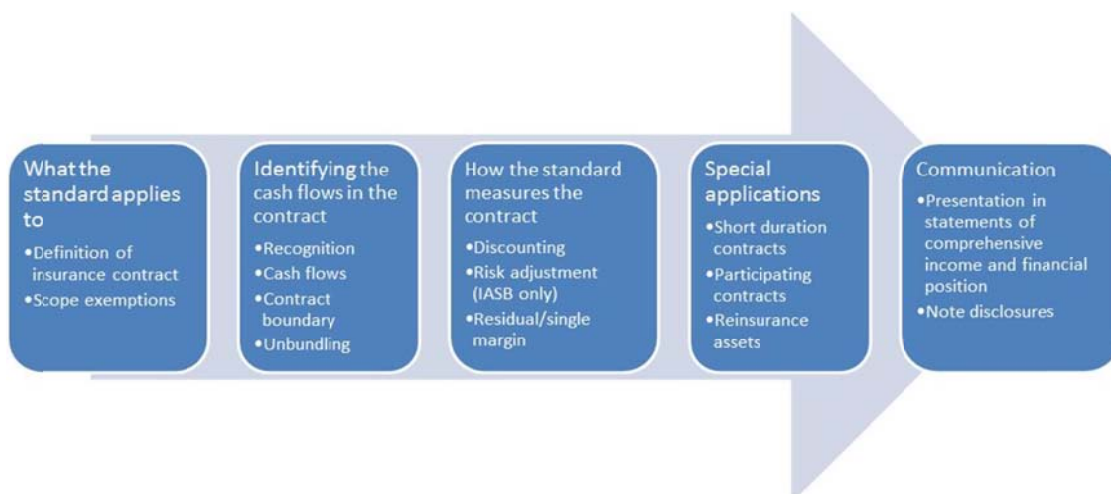 What the
standard applies
to
•Definition of
insurance contract
•Scope exemptions
Identifying the
cash flows in the
contract
•Recognition
•Cash flows
•Contract
boundary
•Unbundling
How the standard
measures the
contract
•Discounting
•Risk adjustment
(IASB only)
•Residual/single
margin
Special
applications
•Short duration
contracts
•Participating
contracts
•Reinsurance
assets
Communication
•Presentation in
statements of
comprehensive
income and financial
position
•Note disclosures